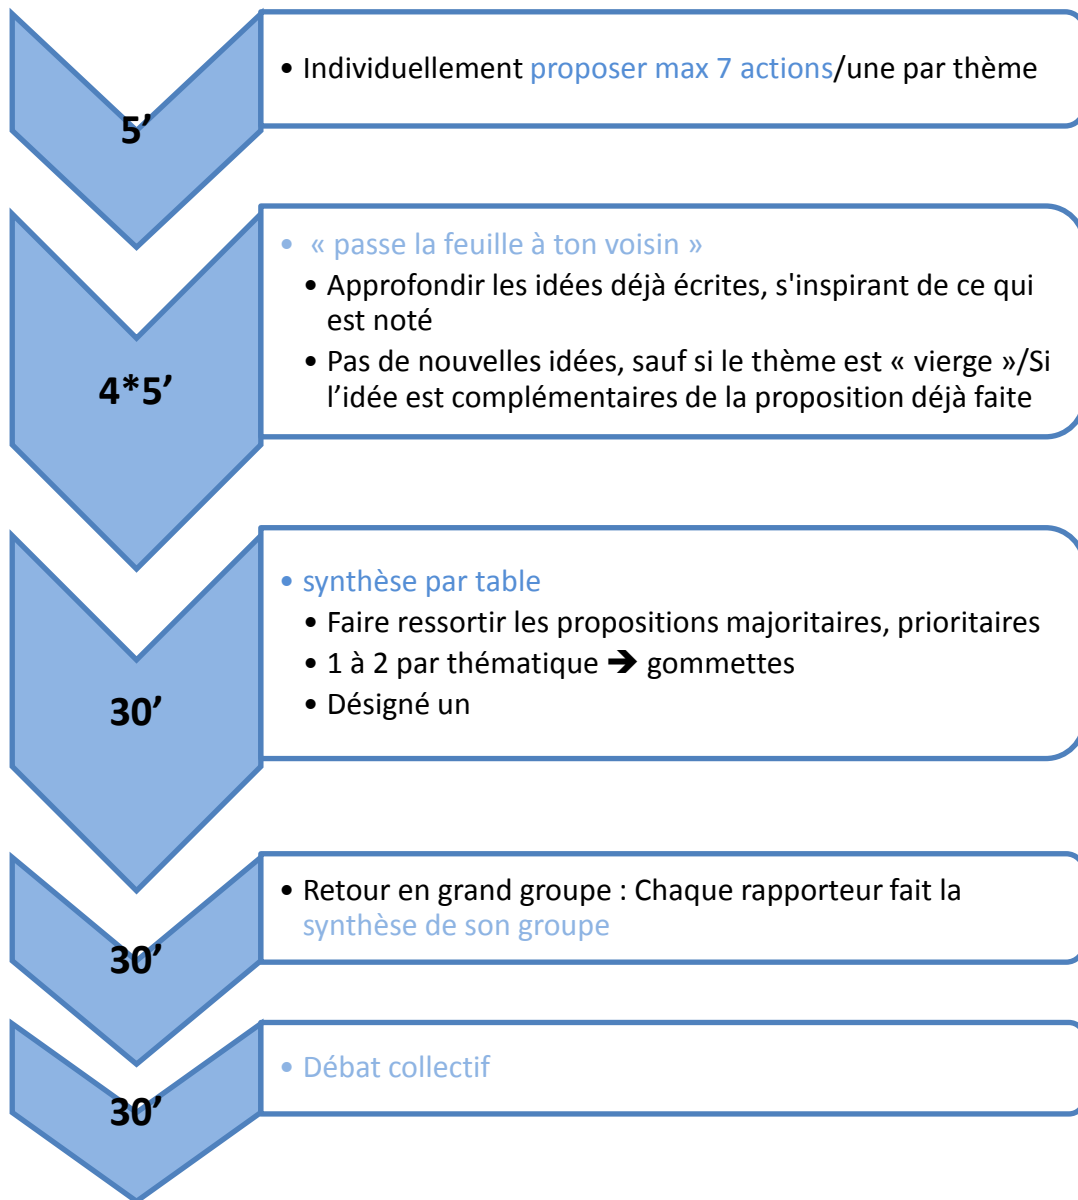 5’
• Individuellement proposer max 7 actions/une par thème
4*5’
• « passe la feuille à ton voisin »
• Approfondir les idées déjà écrites, s'inspirant de ce qui
est noté
• Pas de nouvelles idées, sauf si le thème est « vierge »/Si
l’idée est complémentaires de la proposition déjà faite
30’
• synthèse par table
• Faire ressortir les propositions majoritaires, prioritaires
• 1 à 2 par thématique ➔ gommettes
• Désigné un
30’
• Retour en grand groupe : Chaque rapporteur fait la
synthèse de son groupe
30’
• Débat collectif